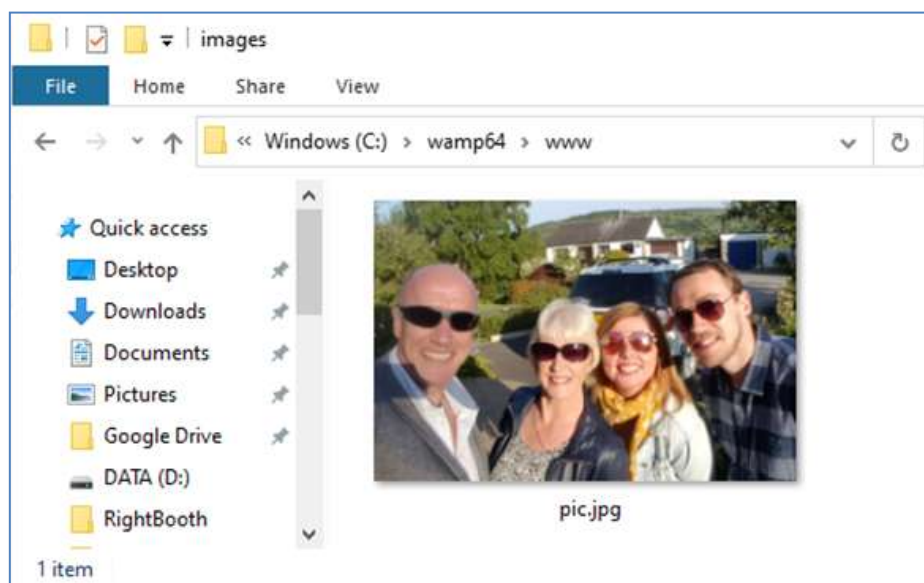 images
File Home Share View
« Windows (C:) › wamp64 › www
Quick access
Desktop
Downloads
Documents
Pictures
Google Drive
DATA (D:)
RightBooth
pic.jpg
1 item